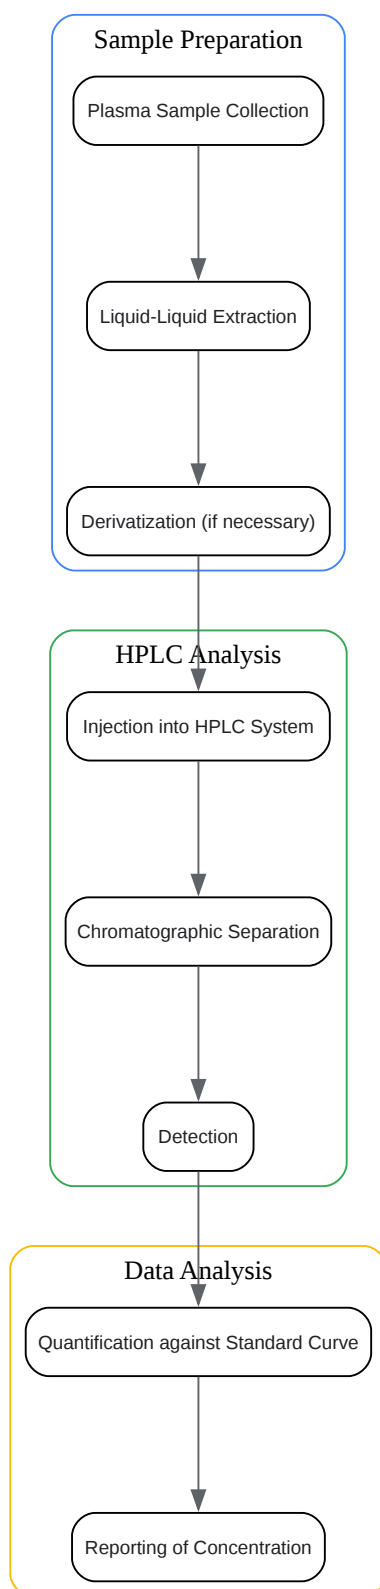 Sample Preparation
Plasma Sample Collection
Liquid-Liquid Extraction
Derivatization (if necessary)
HPLC Analysis
Injection into HPLC System
Chromatographic Separation
Detection
Data Analysis
Quantification against Standard Curve
Reporting of Concentration